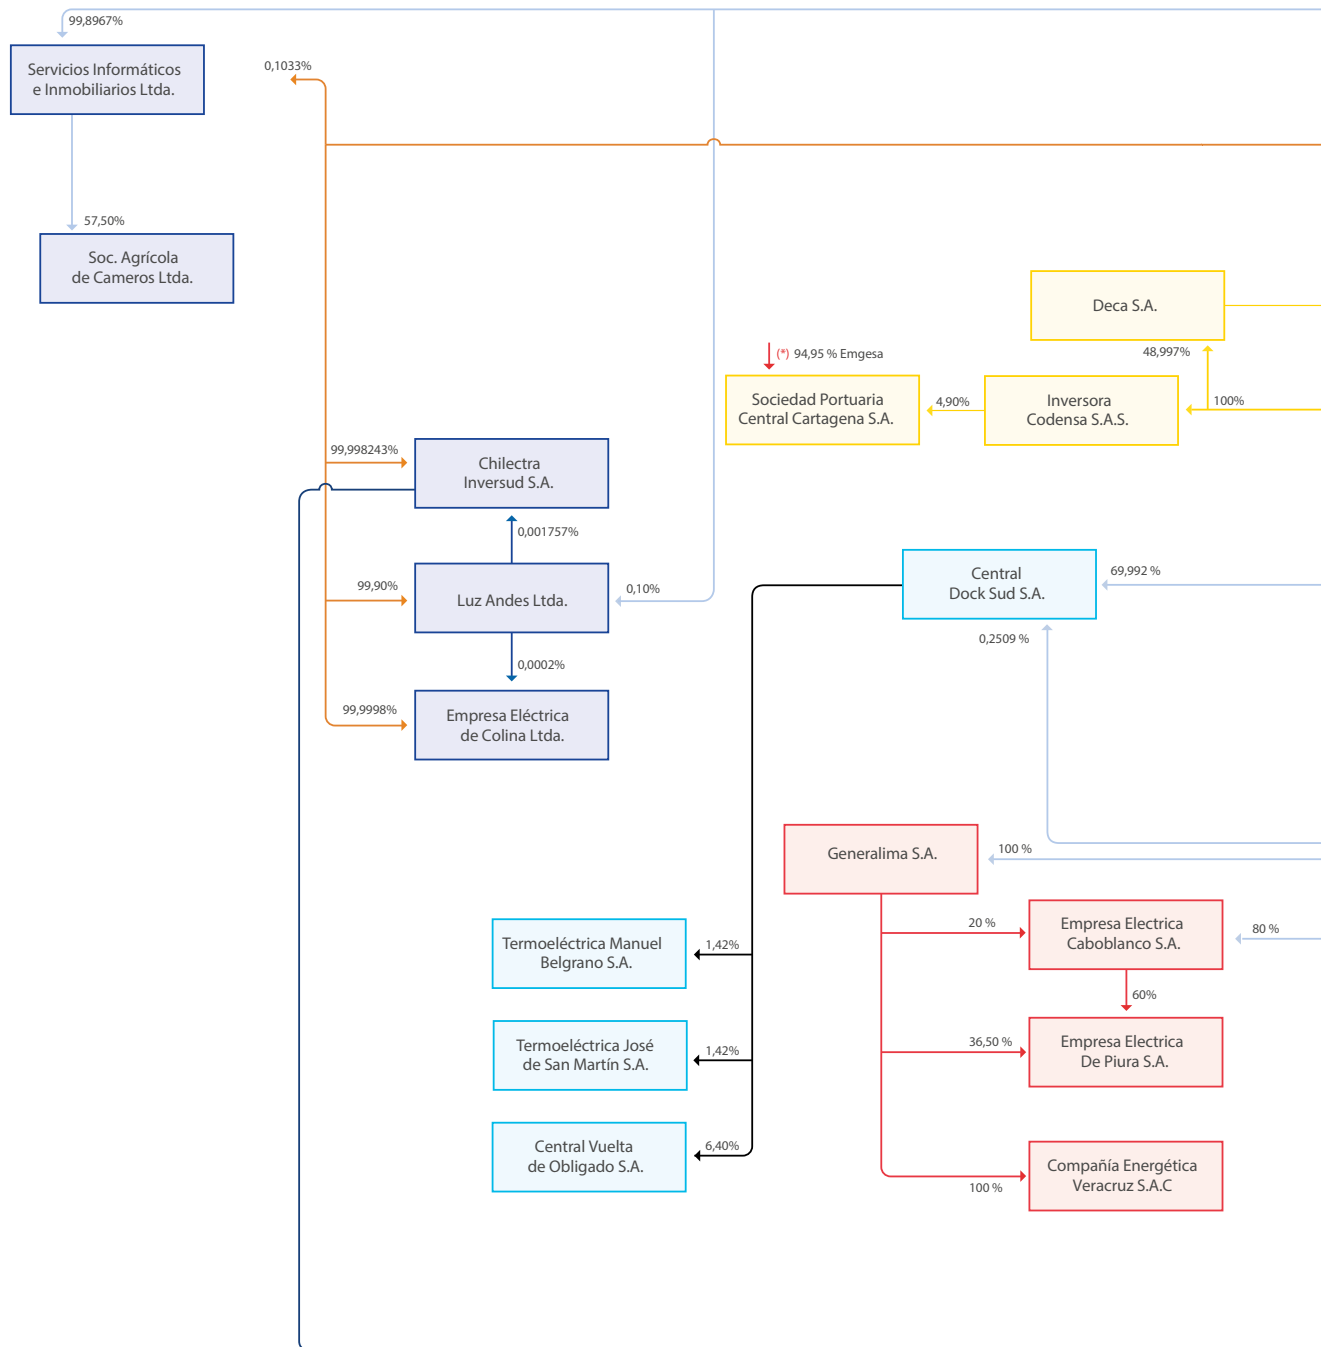 99,8967%
Servicios Informáticos
e Inmobiliarios Ltda.
0,1033%
57,50%
Soc. Agrícola
de Cameros Ltda.
Deca S.A.
(*) 94,95 % Emgesa
48,997%
Sociedad Portuaria
Central Cartagena S.A.
4,90%
Inversora
Codensa S.A.S.
100%
99,998243%
Chilectra
Inversud S.A.
0,001757%
99,90%
Luz Andes Ltda.
0,10%
Central
Dock Sud S.A.
69,992 %
0,2509 %
0,0002%
99,9998%
Empresa Eléctrica
de Colina Ltda.
Generalima S.A.
100 %
20 %
Empresa Electrica
Caboblanco S.A.
80 %
Termoeléctrica Manuel
Belgrano S.A.
1,42%
60%
Termoeléctrica José
de San Martín S.A.
1,42%
36,50 %
Empresa Electrica
De Piura S.A.
Central Vuelta
de Obligado S.A.
6,40%
100 %
Compañía Energética
Veracruz S.A.C